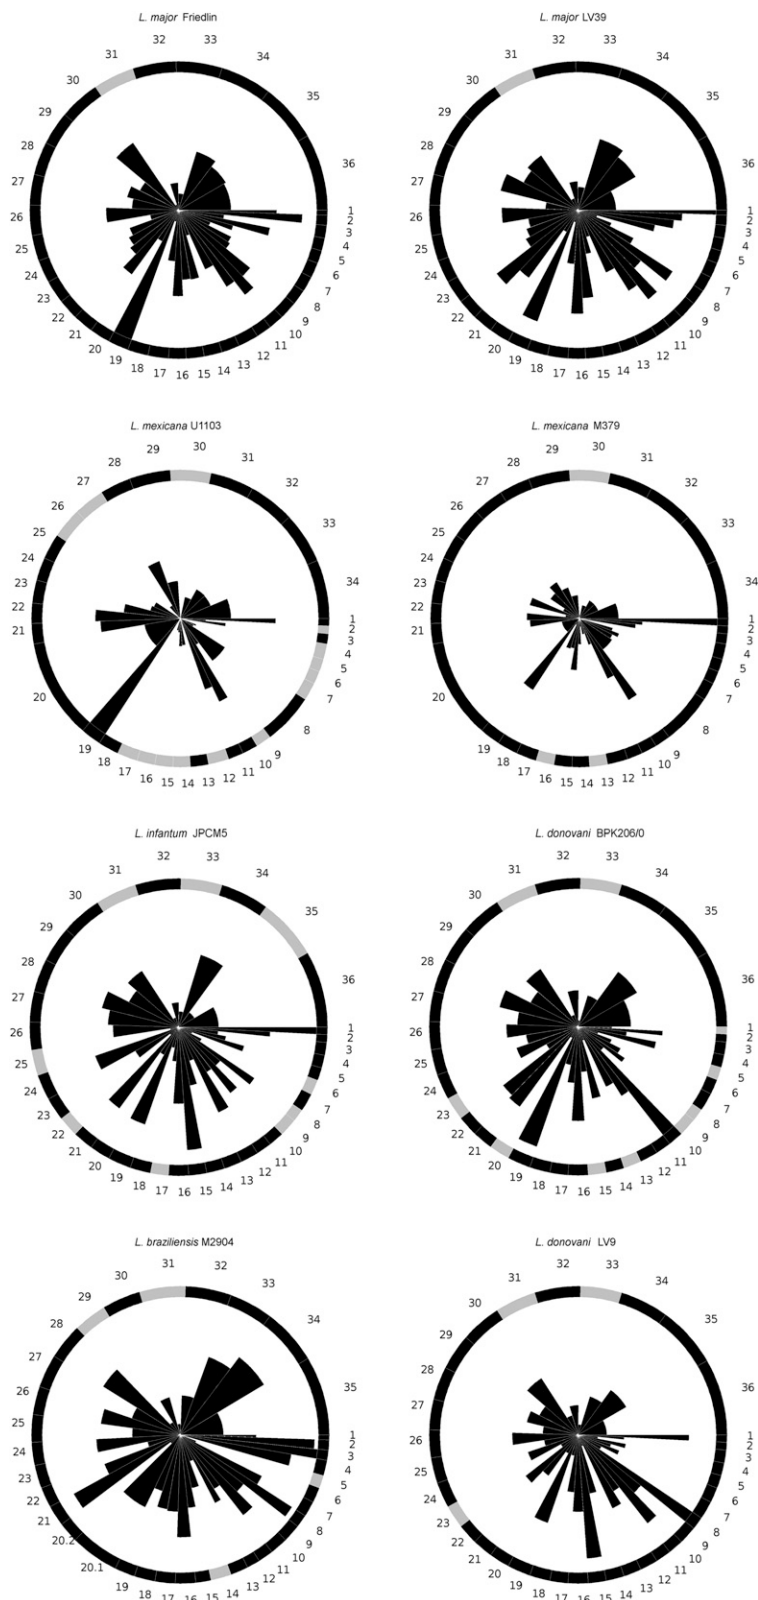 L. major Friedlin
1 2 3 4 5 6 7 8 9 10 11 12 13 14 15 16 17 18 19 20 21 22 23 24 25 26 27 28 29 30 31 32 33 34 35 36
L. major LV39
1 2 3 4 5 6 7 8 9 10 11 12 13 14 15 16 17 18 19 20 21 22 23 24 25 26 27 28 29 30 31 32 33 34 35 36
L. mexicana U1103
1 2 3 4 5 6 7 8 9 10 11 12 13 14 15 16 17 18 19 20 21 22 23 24 25 26 27 28 29 30 31 32 33 34
L. mexicana M379
1 2 3 4 5 6 7 8 9 10 11 12 13 14 15 16 17 18 19 20 21 22 23 24 25 26 27 28 29 30 31 32 33 34
L. infantum JPCM5
1 2 3 4 5 6 7 8 9 10 11 12 13 14 15 16 17 18 19 20 21 22 23 24 25 26 27 28 29 30 31 32 33 34 35 36
L. donovani BPK206/0
1 2 3 4 5 6 7 8 9 10 11 12 13 14 15 16 17 18 19 20 21 22 23 24 25 26 27 28 29 30 31 32 33 34 35 36
L. braziliensis M2904
1 2 3 4 5 6 7 8 9 10 11 12 13 14 15 16 17 18 19 20.1 20.2 21 22 23 24 25 26 27 28 29 30 31 32 33 34 35
L. donovani LV9
1 2 3 4 5 6 7 8 9 10 11 12 13 14 15 16 17 18 19 20 21 22 23 24 25 26 27 28 29 30 31 32 33 34 35 36